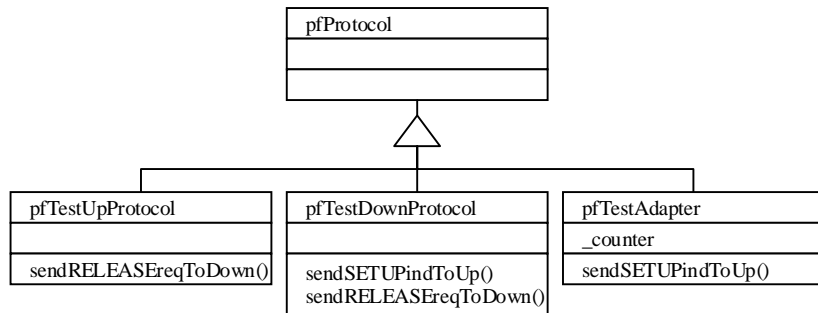 pfProtocol
pfTestUpProtocol
sendRELEASEreqToDown()
pfTestDownProtocol
sendSETUPindToUp()
sendRELEASEreqToDown()
pfTestAdapter
_counter
sendSETUPindToUp()